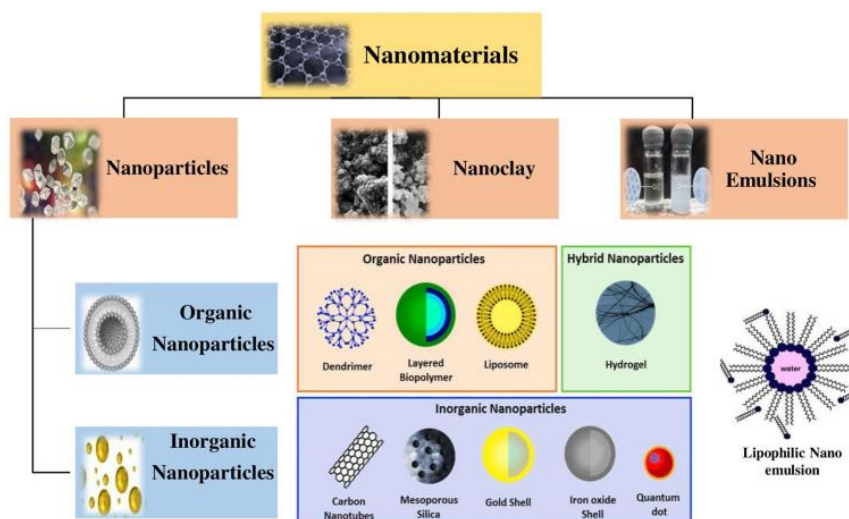 Nanomaterials
Nanoparticles
Nanoclay
Nano
Emulsions
Organic
Nanoparticles
Organic Nanoparticles
Dendrimer
Layered
Biopolymer
Liposome
Hybrid Nanoparticles
Hydrogel
water
Lipophilic Nano
emulsion
Inorganic
Nanoparticles
Inorganic Nanoparticles
Carbon
Nanotubes
Mesoporous
Silica
Gold Shell
Iron oxide
Shell
Quantum
dot